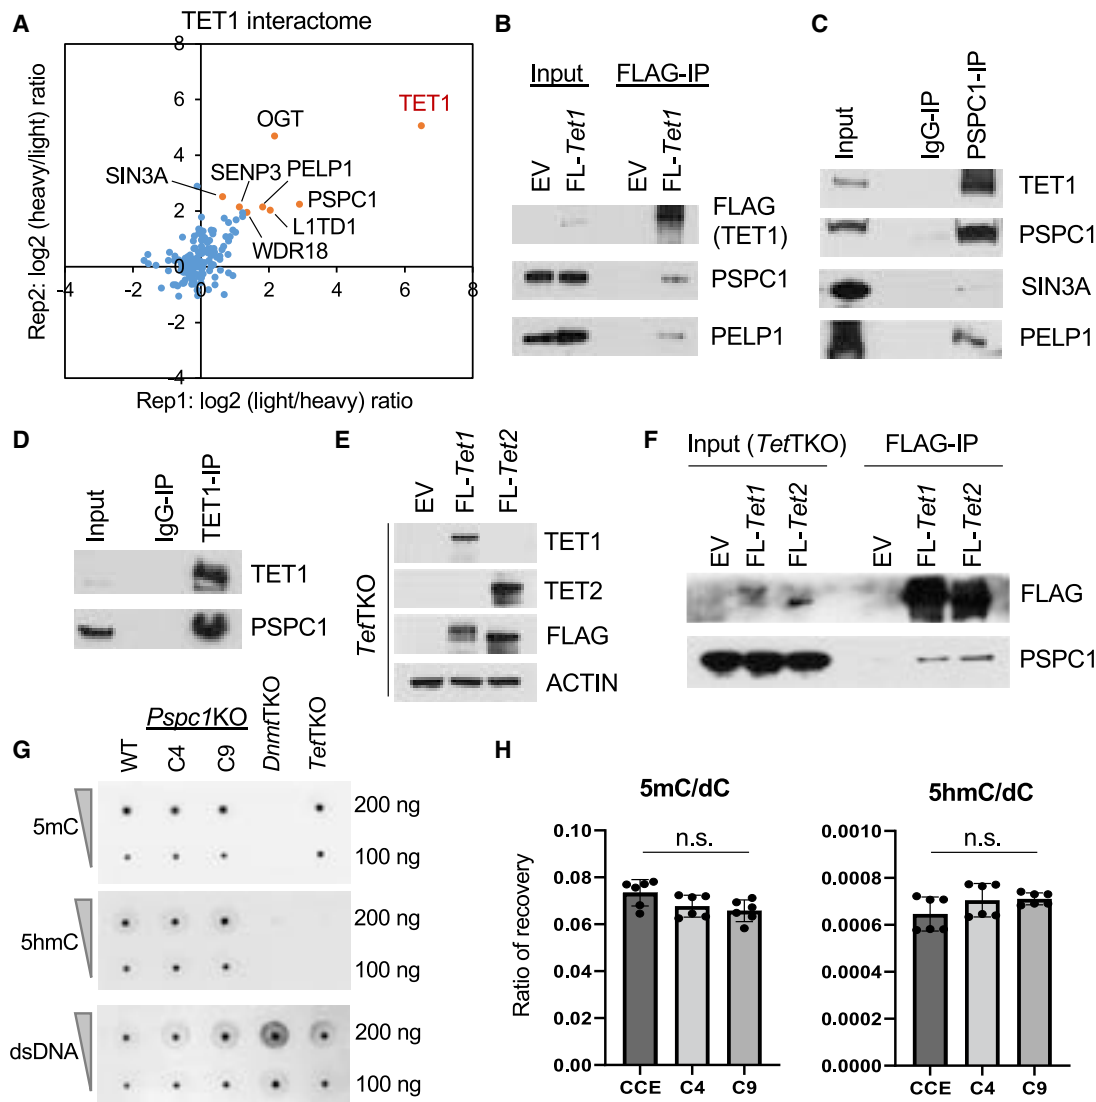 A
TET1 interactome
Rep2: log2 (heavy/light) ratio
8
6
4
2
0
-2
-4
-4
-2
0
2
4
6
8
TET1
OGT
SIN3A
SENP3
PELP1
PSPC1
L1TD1
WDR18
Rep1: log2 (light/heavy) ratio
B
Input
FLAG-IP
EV
FL-Tet1
EV
FL-Tet1
FLAG
(TET1)
PSPC1
PELP1
C
Input
IgG-IP
PSPC1-IP
TET1
PSPC1
SIN3A
PELP1
D
Input
IgG-IP
TET1-IP
TET1
PSPC1
E
EV
FL-Tet1
FL-Tet2
TetTKO
TET1
TET2
FLAG
ACTIN
F
Input (TetTKO)
FLAG-IP
EV
FL-Tet1
FL-Tet2
EV
FL-Tet1
FL-Tet2
FLAG
PSPC1
G
Pspc1KO
WT
C4
C9
DnmtTKO
TetTKO
5mC
200 ng
100 ng
5hmC
200 ng
100 ng
dsDNA
200 ng
100 ng
H
5mC/dC
Ratio of recovery
0.10
0.08
0.06
0.04
0.02
0.00
n.s.
CCE
C4
C9
5hmC/dC
0.0010
0.0008
0.0006
0.0004
0.0002
0.0000
n.s.
CCE
C4
C9